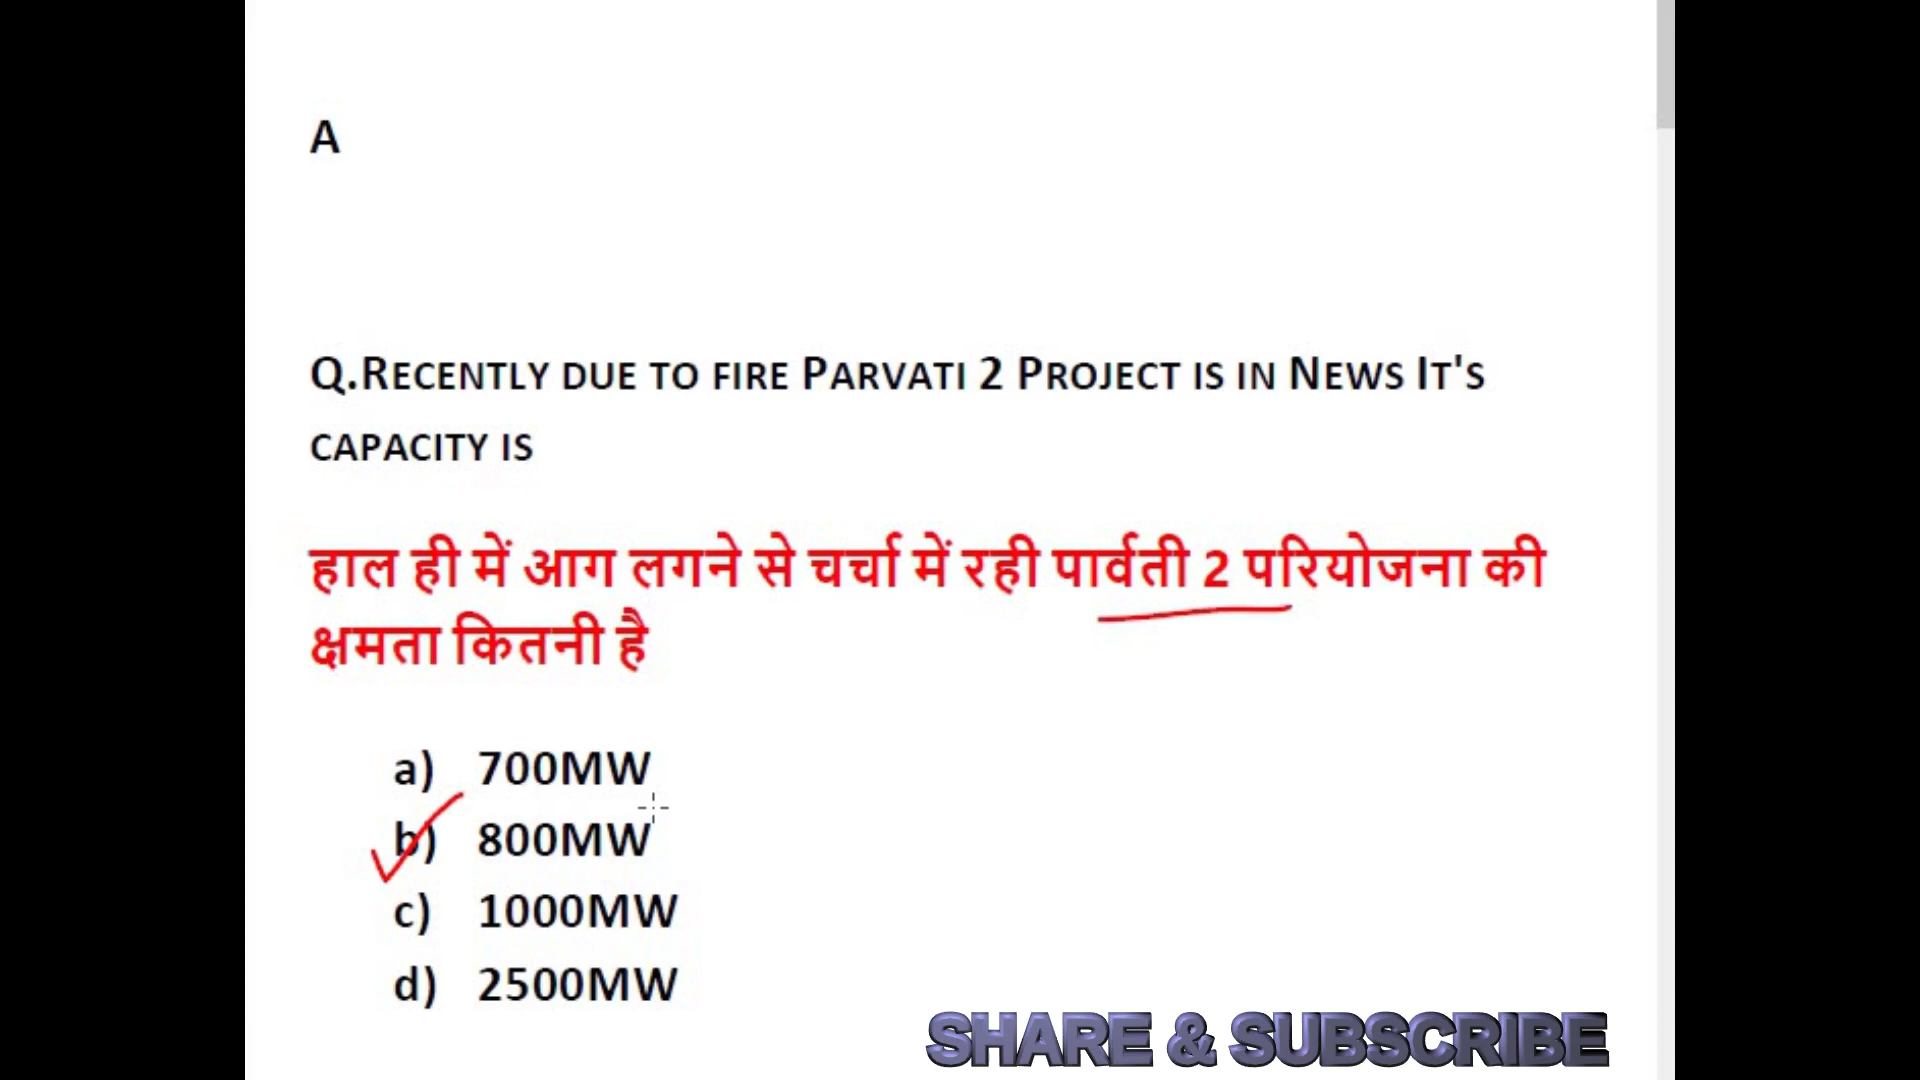 A
Q.RECENTLY DUE TO FIRE PARVATI 2 PROJECT IS IN NEWS IT'S
CAPACITY IS
हाल ही में आग लगने से चर्चा में रही पार्वती 2 परियोजना की
क्षमता कितनी है
a) 700MW
b) 800MW
c) 1000MW
d) 2500MW
SHARE & SUBSCRIBE